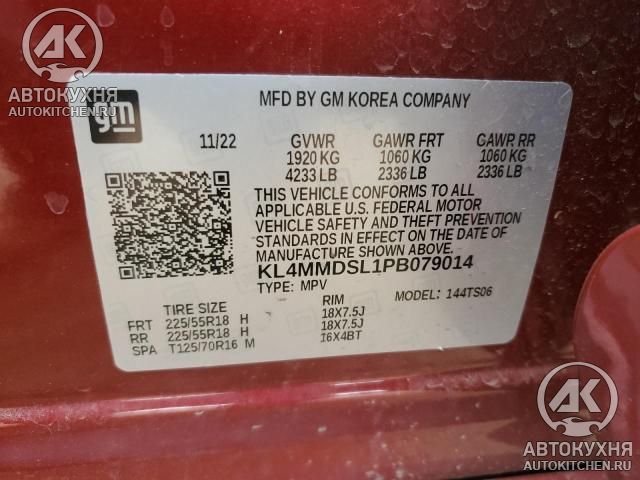 АК
АВТОКУХНЯ
AUTOKITCHEN.RU
gm
MFD BY GM KOREA COMPANY
11/22 GVWR GAWR FRT GAWR RR
1920 KG 1060 KG 1060 KG
4233 LB 2336 LB 2336 LB
THIS VEHICLE CONFORMS TO ALL
APPLICABLE U.S. FEDERAL MOTOR
VEHICLE SAFETY AND THEFT PREVENTION
STANDARDS IN EFFECT ON THE DATE OF
MANUFACTURE SHOWN ABOVE.
KL4MMDSL1PB079014
TYPE: MPV MODEL: 144TS06
TIRE SIZE RIM
FRT 225/55R18 H 18X7.5J
RR 225/55R18 H 18X7.5J
SPA T125/70R16 M 16X4BT
АК
АВТОКУХНЯ
AUTOKITCHEN.RU